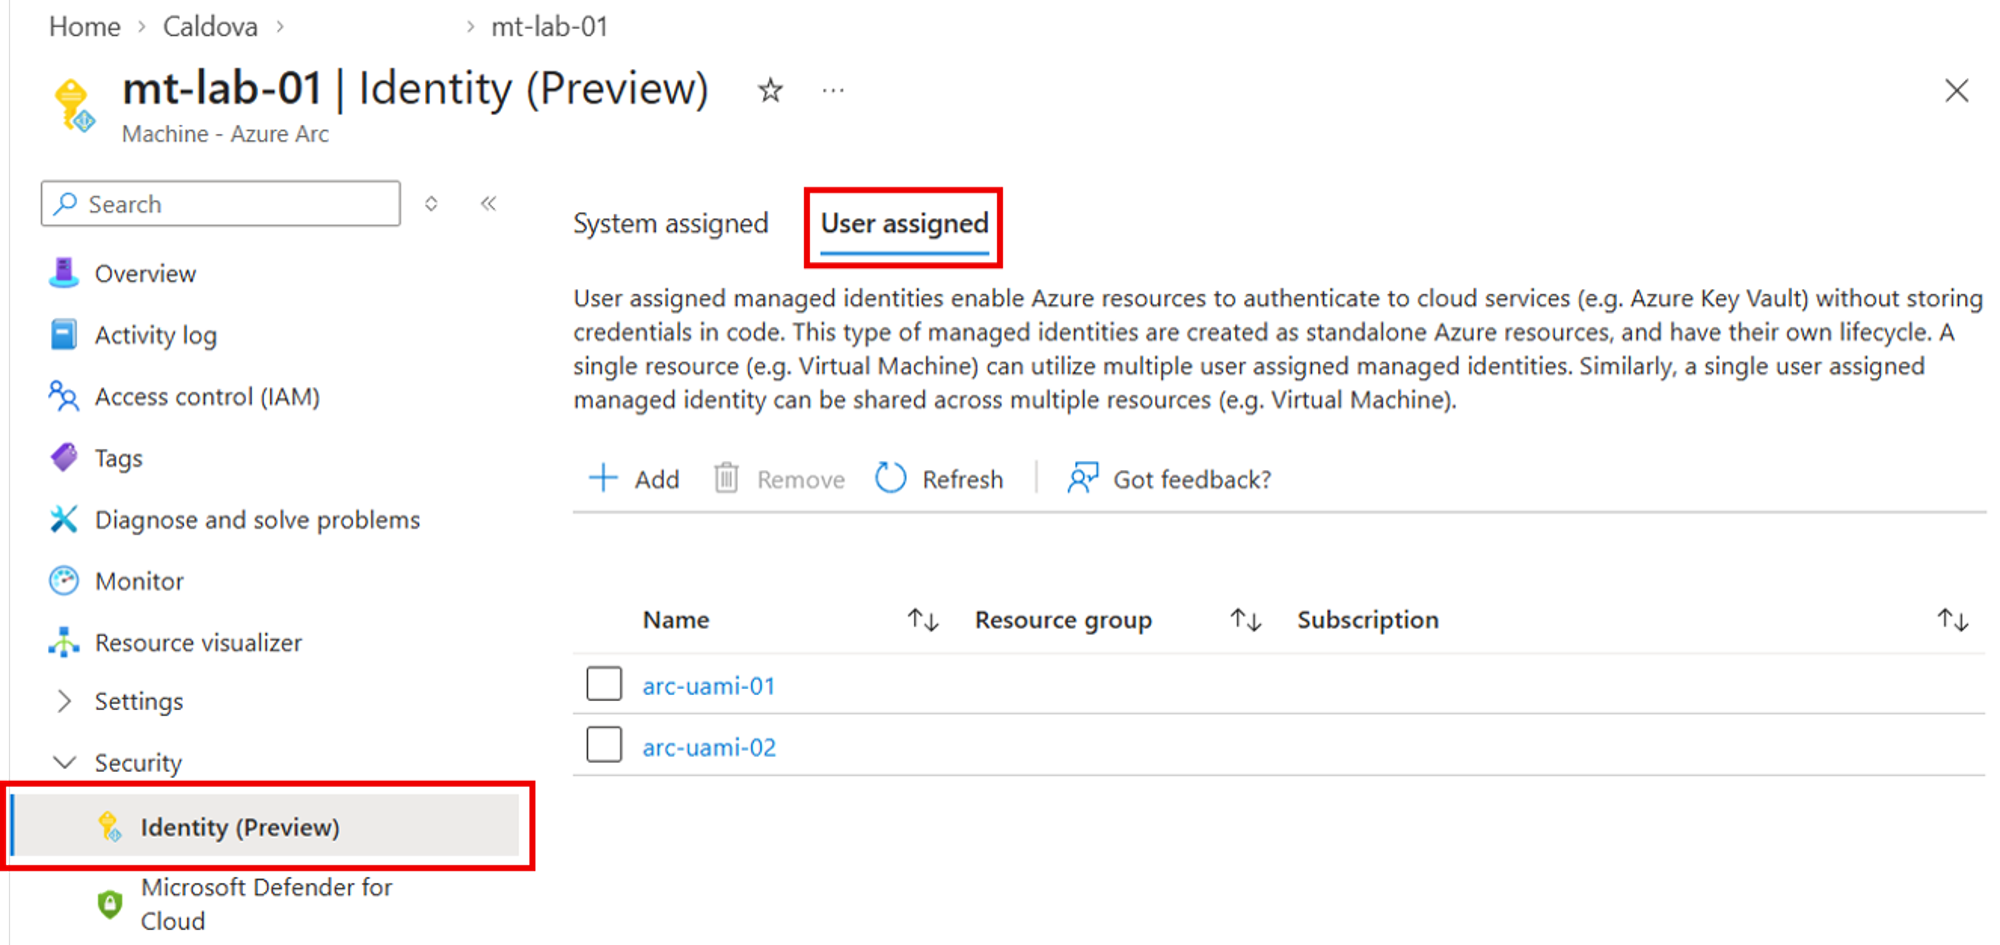 Home > Caldova > > mt-lab-01
mt-lab-01 | Identity (Preview) ☆ ...
Machine - Azure Arc
Search
Overview
Activity log
Access control (IAM)
Tags
Diagnose and solve problems
Monitor
Resource visualizer
Settings
Security
Identity (Preview)
Microsoft Defender for
Cloud
System assigned User assigned
User assigned managed identities enable Azure resources to authenticate to cloud services (e.g. Azure Key Vault) without storing
credentials in code. This type of managed identities are created as standalone Azure resources, and have their own lifecycle. A
single resource (e.g. Virtual Machine) can utilize multiple user assigned managed identities. Similarly, a single user assigned
managed identity can be shared across multiple resources (e.g. Virtual Machine).
Add Remove Refresh Got feedback?
Name Resource group Subscription
arc-uami-01
arc-uami-02